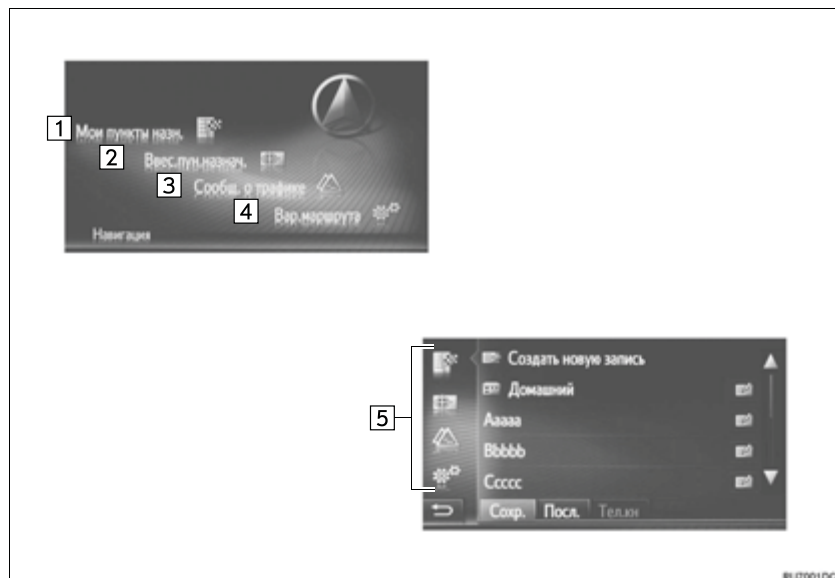 1 Мои пункты назн.
2 Ввес.пун.назнач.
3 Сообщ. о трафике
4 Вар.маршрута
Навигация
5
Создать новую запись
Домашний
Aaaaa
Bbbbb
Ccccc
Сохр. Посл. Тел.кн